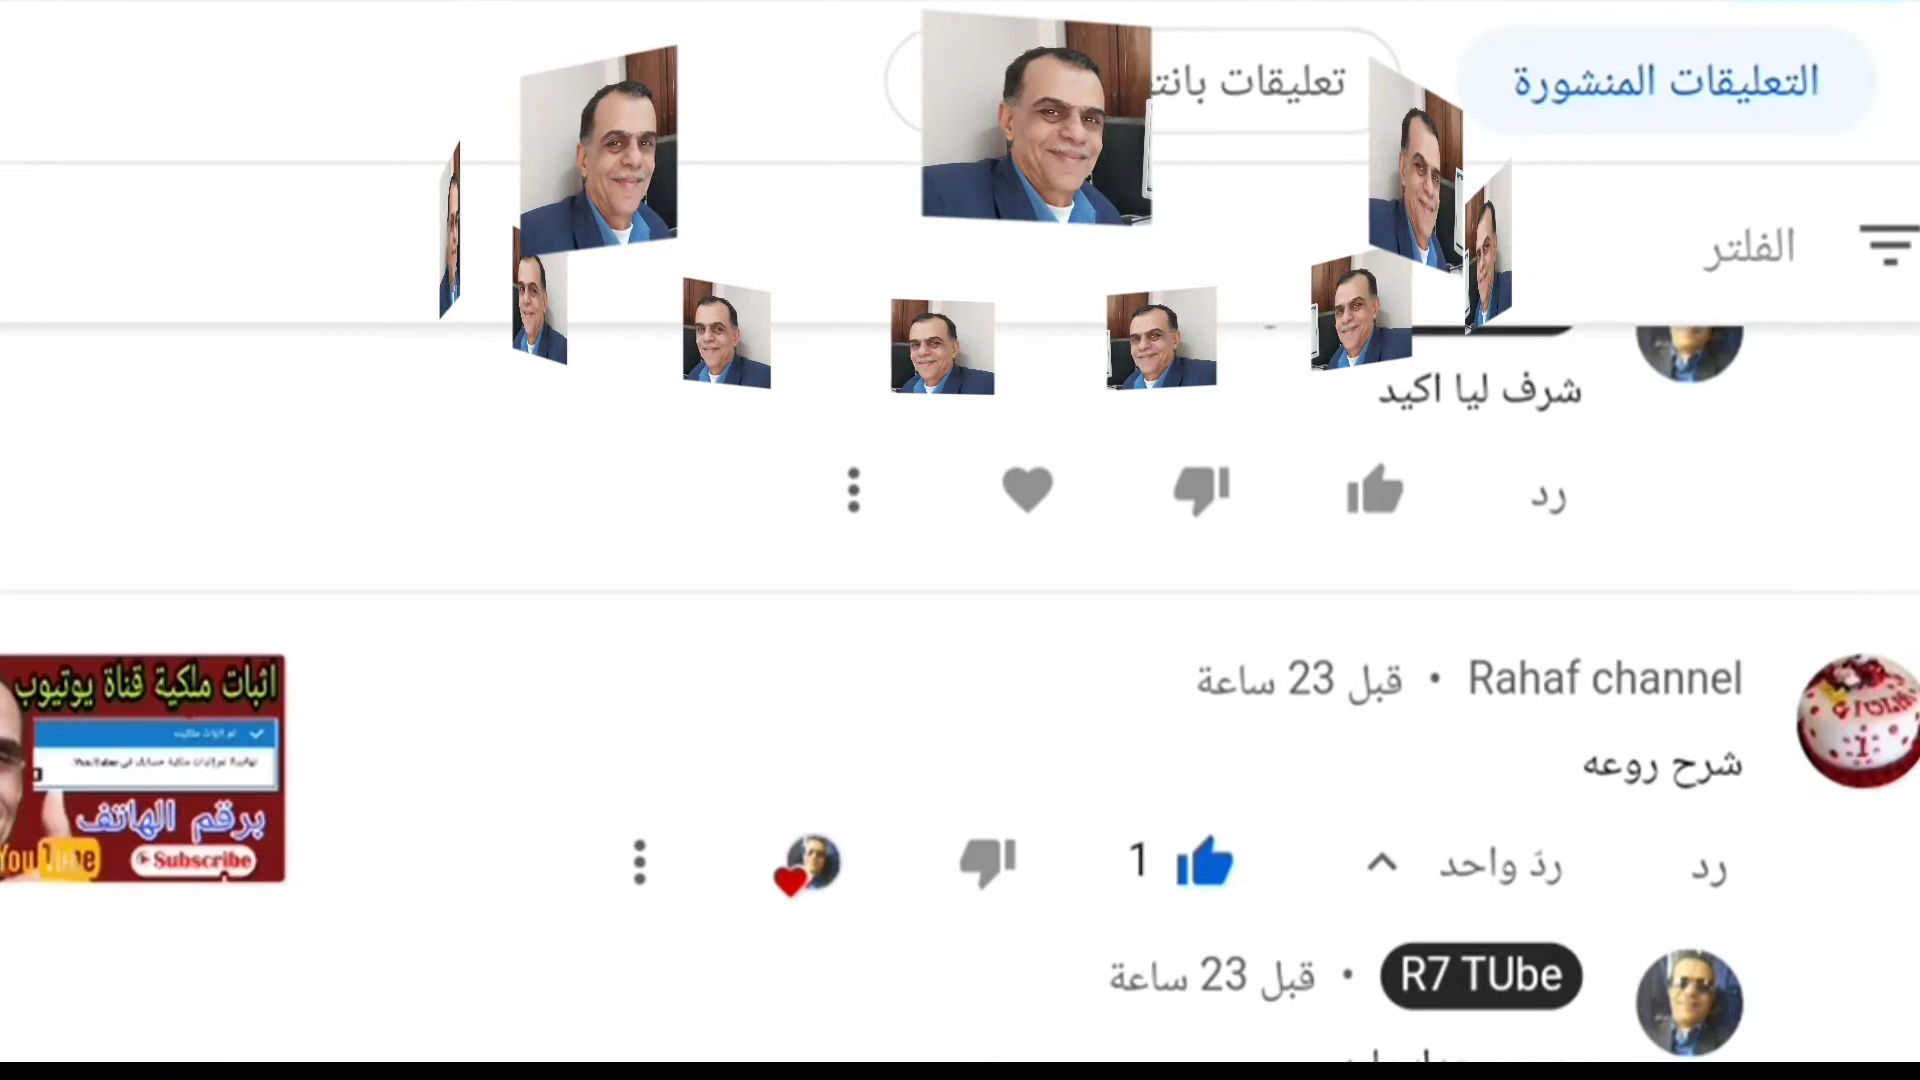 التعليقات المنشورة
تعليقات بانت
الفلتر
شرف ليا اكيد
رد
Rahaf channel • قبل 23 ساعة
شرح روعه
رد
ردّ واحد
1
R7 TUbe • قبل 23 ساعة
اثبات ملكية قناة يوتيوب
برقم الهاتف
YouTube
Subscribe